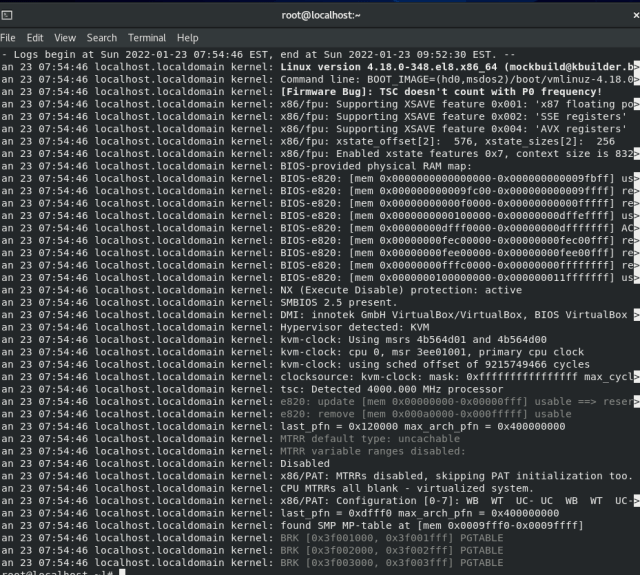 root@localhost:~
File Edit View Search Terminal Help
- Logs begin at Sun 2022-01-23 07:54:46 EST, end at Sun 2022-01-23 09:52:30 EST. --
an 23 07:54:46 localhost.localdomain kernel: Linux version 4.18.0-348.el8.x86_64 (mockbuild@kbuilder.b>
an 23 07:54:46 localhost.localdomain kernel: Command line: BOOT_IMAGE=(hd0,msdos2)/boot/vmlinuz-4.18.0>
an 23 07:54:46 localhost.localdomain kernel: [Firmware Bug]: TSC doesn't count with P0 frequency!
an 23 07:54:46 localhost.localdomain kernel: x86/fpu: Supporting XSAVE feature 0x001: 'x87 floating po>
an 23 07:54:46 localhost.localdomain kernel: x86/fpu: Supporting XSAVE feature 0x002: 'SSE registers'
an 23 07:54:46 localhost.localdomain kernel: x86/fpu: Supporting XSAVE feature 0x004: 'AVX registers'
an 23 07:54:46 localhost.localdomain kernel: x86/fpu: xstate_offset[2]:  576, xstate_sizes[2]:  256
an 23 07:54:46 localhost.localdomain kernel: x86/fpu: Enabled xstate features 0x7, context size is 832>
an 23 07:54:46 localhost.localdomain kernel: BIOS-provided physical RAM map:
an 23 07:54:46 localhost.localdomain kernel: BIOS-e820: [mem 0x0000000000000000-0x000000000009fbff] us>
an 23 07:54:46 localhost.localdomain kernel: BIOS-e820: [mem 0x000000000009fc00-0x000000000009ffff] re>
an 23 07:54:46 localhost.localdomain kernel: BIOS-e820: [mem 0x00000000000f0000-0x00000000000fffff] re>
an 23 07:54:46 localhost.localdomain kernel: BIOS-e820: [mem 0x0000000000100000-0x00000000dffeffff] us>
an 23 07:54:46 localhost.localdomain kernel: BIOS-e820: [mem 0x00000000dfff0000-0x00000000dfffffff] AC>
an 23 07:54:46 localhost.localdomain kernel: BIOS-e820: [mem 0x00000000fec00000-0x00000000fec00fff] re>
an 23 07:54:46 localhost.localdomain kernel: BIOS-e820: [mem 0x00000000fee00000-0x00000000fee00fff] re>
an 23 07:54:46 localhost.localdomain kernel: BIOS-e820: [mem 0x00000000fffc0000-0x00000000ffffffff] re>
an 23 07:54:46 localhost.localdomain kernel: BIOS-e820: [mem 0x0000000100000000-0x000000011fffffff] us>
an 23 07:54:46 localhost.localdomain kernel: NX (Execute Disable) protection: active
an 23 07:54:46 localhost.localdomain kernel: SMBIOS 2.5 present.
an 23 07:54:46 localhost.localdomain kernel: DMI: innotek GmbH VirtualBox/VirtualBox, BIOS VirtualBox >
an 23 07:54:46 localhost.localdomain kernel: Hypervisor detected: KVM
an 23 07:54:46 localhost.localdomain kernel: kvm-clock: Using msrs 4b564d01 and 4b564d00
an 23 07:54:46 localhost.localdomain kernel: kvm-clock: cpu 0, msr 3ee01001, primary cpu clock
an 23 07:54:46 localhost.localdomain kernel: kvm-clock: using sched offset of 9215749466 cycles
an 23 07:54:46 localhost.localdomain kernel: clocksource: kvm-clock: mask: 0xffffffffffffffff max_cycl>
an 23 07:54:46 localhost.localdomain kernel: tsc: Detected 4000.000 MHz processor
an 23 07:54:46 localhost.localdomain kernel: e820: update [mem 0x00000000-0x00000fff] usable ==> reser>
an 23 07:54:46 localhost.localdomain kernel: e820: remove [mem 0x000a0000-0x000fffff] usable
an 23 07:54:46 localhost.localdomain kernel: last_pfn = 0x120000 max_arch_pfn = 0x400000000
an 23 07:54:46 localhost.localdomain kernel: MTRR default type: uncachable
an 23 07:54:46 localhost.localdomain kernel: MTRR variable ranges disabled:
an 23 07:54:46 localhost.localdomain kernel: Disabled
an 23 07:54:46 localhost.localdomain kernel: x86/PAT: MTRRs disabled, skipping PAT initialization too.
an 23 07:54:46 localhost.localdomain kernel: CPU MTRRs all blank - virtualized system.
an 23 07:54:46 localhost.localdomain kernel: x86/PAT: Configuration [0-7]: WB  WT  UC- UC  WB  WT  UC->
an 23 07:54:46 localhost.localdomain kernel: last_pfn = 0xdfff0 max_arch_pfn = 0x400000000
an 23 07:54:46 localhost.localdomain kernel: found SMP MP-table at [mem 0x0009fff0-0x0009ffff]
an 23 07:54:46 localhost.localdomain kernel: BRK [0x3f001000, 0x3f001fff] PGTABLE
an 23 07:54:46 localhost.localdomain kernel: BRK [0x3f002000, 0x3f002fff] PGTABLE
an 23 07:54:46 localhost.localdomain kernel: BRK [0x3f003000, 0x3f003fff] PGTABLE
root@localhost ~]#